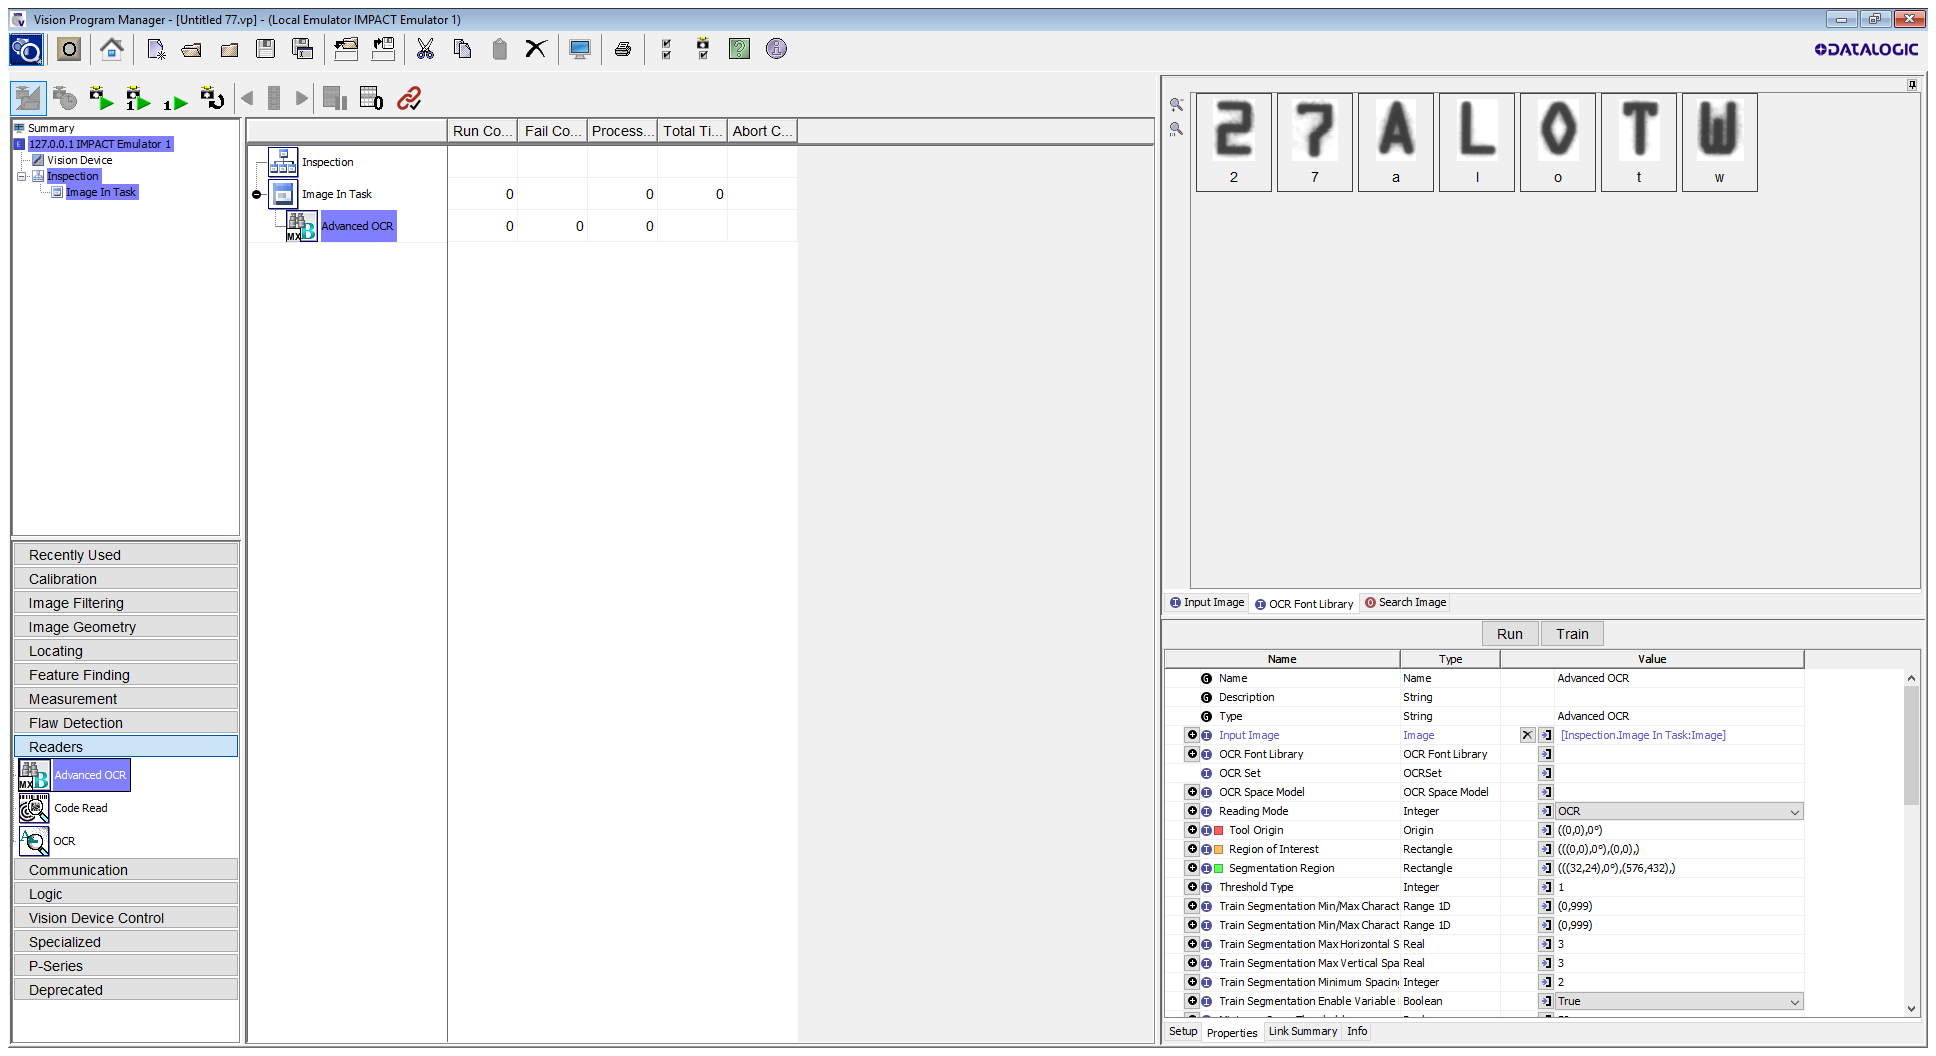 Vision Program Manager - [Untitled 77.vp] - (Local Emulator IMPACT Emulator 1)
DATALOGIC
Summary
127.0.0.1 IMPACT Emulator 1
Vision Device
Inspection
Image In Task
Run Co... Fail Co... Process... Total Ti... Abort C...
Inspection
Image In Task 0 0 0
Advanced OCR 0 0 0
Recently Used
Calibration
Image Filtering
Image Geometry
Locating
Feature Finding
Measurement
Flaw Detection
Readers
Advanced OCR
Code Read
OCR
Communication
Logic
Vision Device Control
Specialized
P-Series
Deprecated
2 7 A L O T W
2 7 a l o t w
Input Image OCR Font Library Search Image
Run Train
Name Type Value
Name Name Advanced OCR
Description String
Type String Advanced OCR
Input Image Image [Inspection.Image In Task:Image]
OCR Font Library OCR Font Library
OCR Set OCRSet
OCR Space Model OCR Space Model
Reading Mode Integer OCR
Tool Origin Origin ((0,0),0°)
Region of Interest Rectangle (((0,0),0°),(0,0),)
Segmentation Region Rectangle (((32,24),0°),(576,432),)
Threshold Type Integer 1
Train Segmentation Min/Max Charact Range 1D (0,999)
Train Segmentation Min/Max Charact Range 1D (0,999)
Train Segmentation Max Horizontal S Real 3
Train Segmentation Max Vertical Spa Real 3
Train Segmentation Minimum Spacing Integer 2
Train Segmentation Enable Variable Boolean True
Setup Properties Link Summary Info